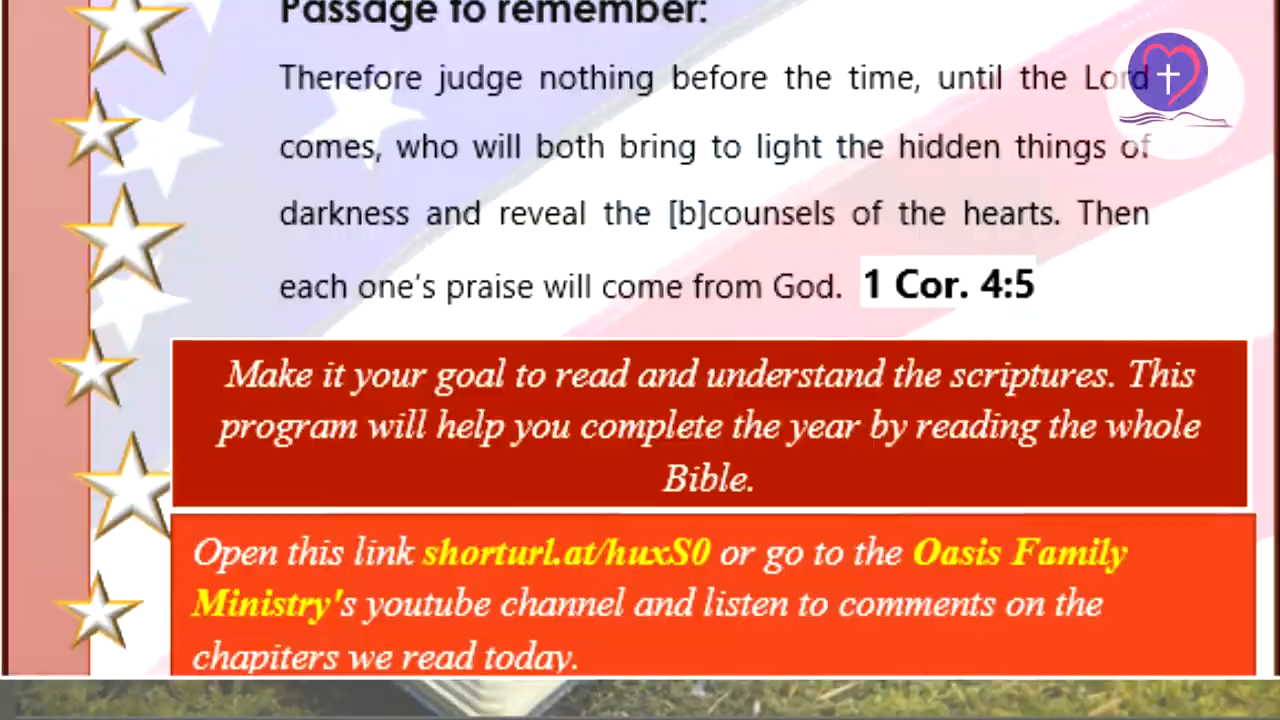 Passage to remember:
Therefore judge nothing before the time, until the Lord
comes, who will both bring to light the hidden things of
darkness and reveal the [b]counsels of the hearts. Then
each one's praise will come from God. 1 Cor. 4:5
Make it your goal to read and understand the scriptures. This
program will help you complete the year by reading the whole
Bible.
Open this link shorturl.at/huxS0 or go to the Oasis Family
Ministry's youtube channel and listen to comments on the
chapiters we read today.